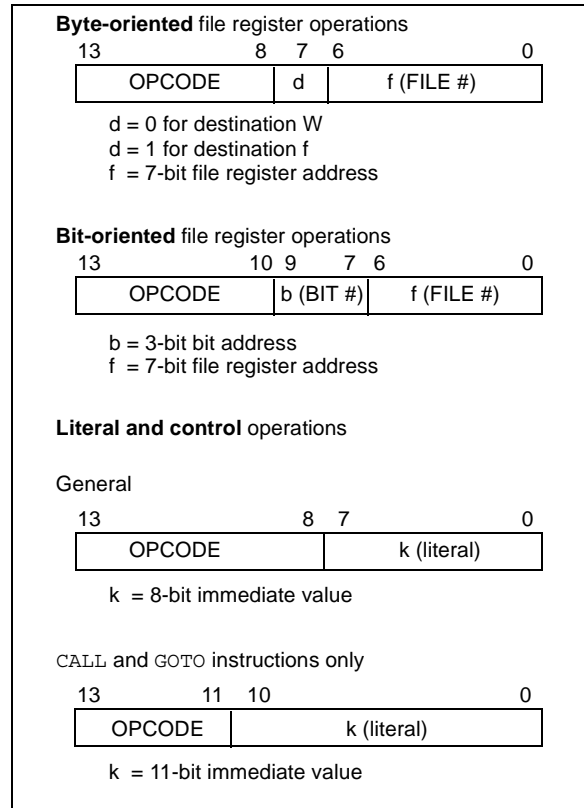 Byte-oriented file register operations
13 8 7 6 0
OPCODE d f (FILE #)
d = 0 for destination W
d = 1 for destination f
f = 7-bit file register address
Bit-oriented file register operations
13 10 9 7 6 0
OPCODE b (BIT #) f (FILE #)
b = 3-bit bit address
f = 7-bit file register address
Literal and control operations
General
13 8 7 0
OPCODE k (literal)
k = 8-bit immediate value
CALL and GOTO instructions only
13 11 10 0
OPCODE k (literal)
k = 11-bit immediate value